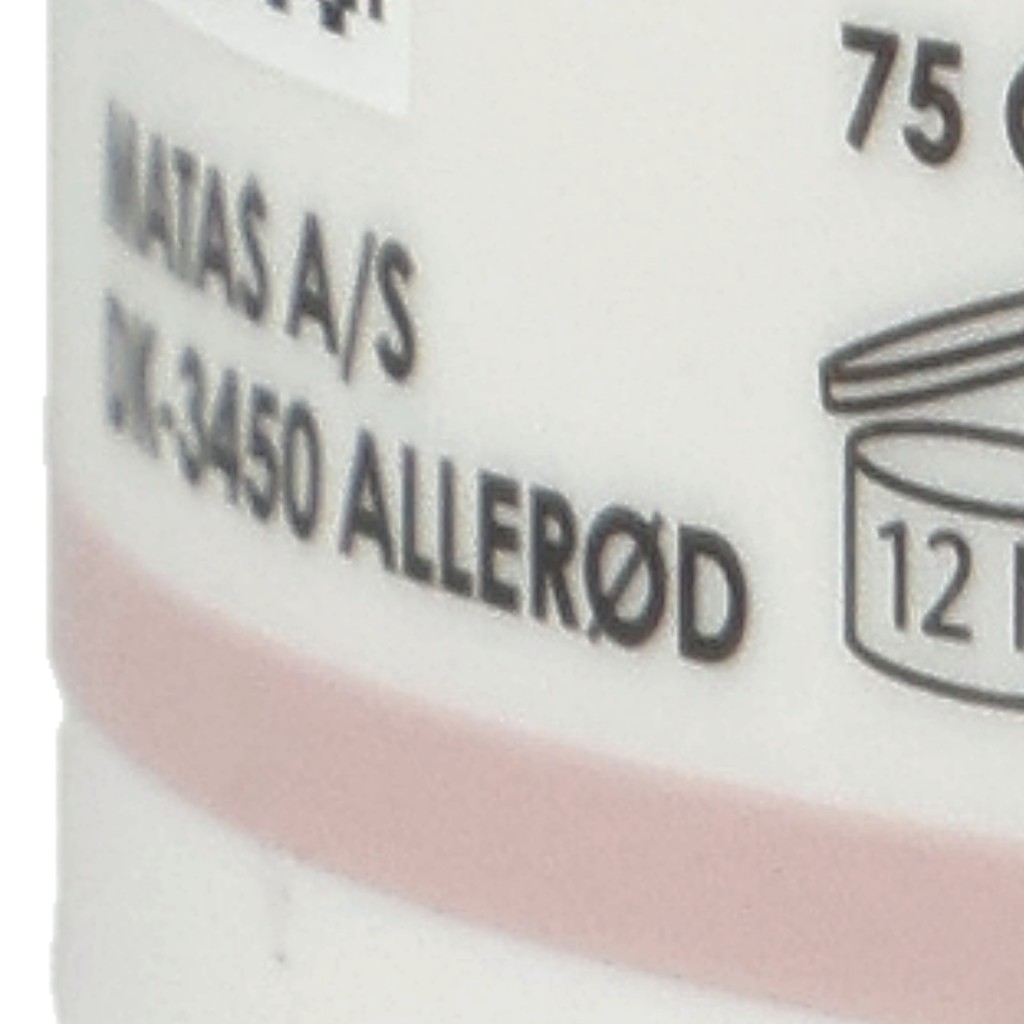 75
MATAS A/S
DK-3450 ALLERØD
12